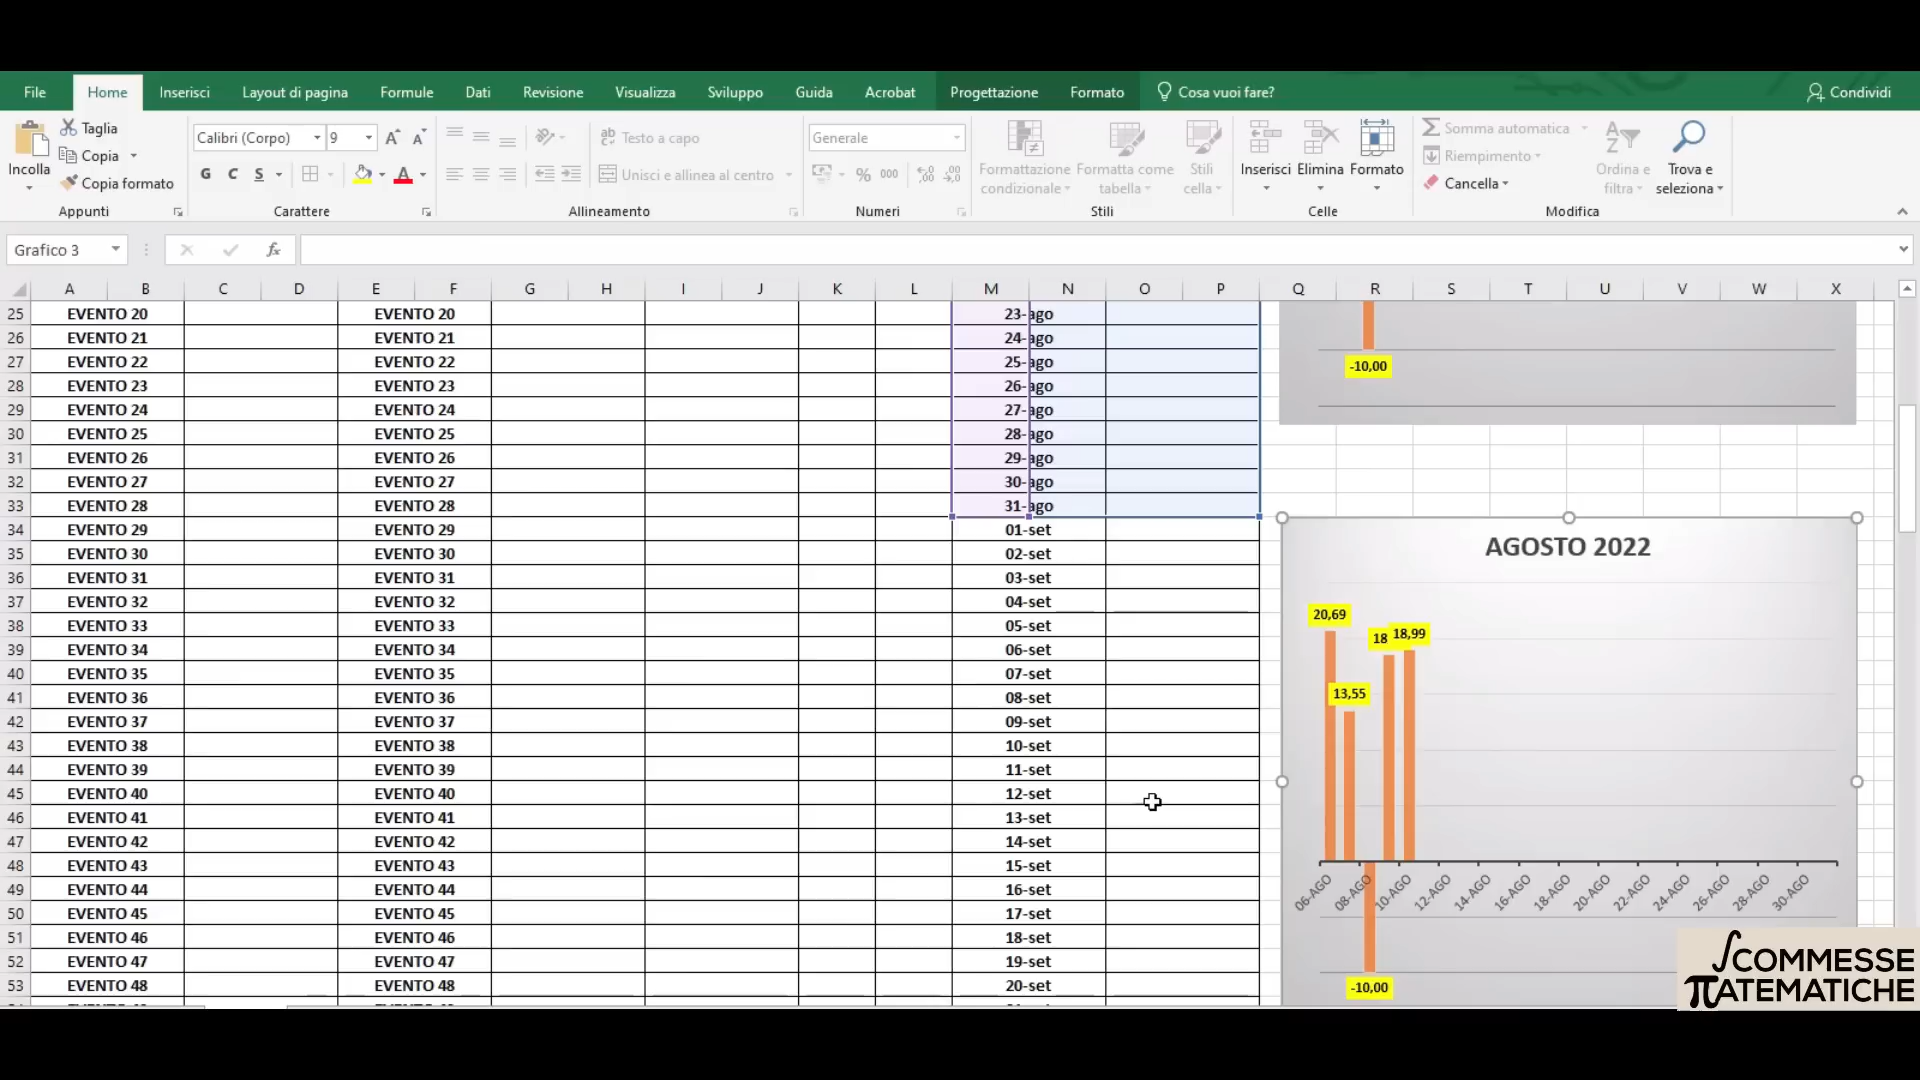 File Home Inserisci Layout di pagina Formule Dati Revisione Visualizza Sviluppo Guida Acrobat Progettazione Formato Cosa vuoi fare? Condividi
Incolla Taglia Copia Copia formato
Calibri (Corpo) 9
G C S
Testo a capo
Unisci e allinea al centro
Generale
% 000
Formattazione condizionale
Formatta come tabella
Stili cella
Inserisci Elimina Formato
Somma automatica
Riempimento
Cancella
Ordina e filtra
Trova e seleziona
Appunti Carattere Allineamento Numeri Stili Celle Modifica
Grafico 3 fx
A B C D E F G H I J K L M N O P Q R S T U V W X
25 EVENTO 20 EVENTO 20 23-ago
26 EVENTO 21 EVENTO 21 24-ago
27 EVENTO 22 EVENTO 22 25-ago
28 EVENTO 23 EVENTO 23 26-ago
29 EVENTO 24 EVENTO 24 27-ago
30 EVENTO 25 EVENTO 25 28-ago
31 EVENTO 26 EVENTO 26 29-ago
32 EVENTO 27 EVENTO 27 30-ago
33 EVENTO 28 EVENTO 28 31-ago
34 EVENTO 29 EVENTO 29 01-set
35 EVENTO 30 EVENTO 30 02-set
36 EVENTO 31 EVENTO 31 03-set
37 EVENTO 32 EVENTO 32 04-set
38 EVENTO 33 EVENTO 33 05-set
39 EVENTO 34 EVENTO 34 06-set
40 EVENTO 35 EVENTO 35 07-set
41 EVENTO 36 EVENTO 36 08-set
42 EVENTO 37 EVENTO 37 09-set
43 EVENTO 38 EVENTO 38 10-set
44 EVENTO 39 EVENTO 39 11-set
45 EVENTO 40 EVENTO 40 12-set
46 EVENTO 41 EVENTO 41 13-set
47 EVENTO 42 EVENTO 42 14-set
48 EVENTO 43 EVENTO 43 15-set
49 EVENTO 44 EVENTO 44 16-set
50 EVENTO 45 EVENTO 45 17-set
51 EVENTO 46 EVENTO 46 18-set
52 EVENTO 47 EVENTO 47 19-set
53 EVENTO 48 EVENTO 48 20-set
-10,00
AGOSTO 2022
20,69
18 18,99
13,55
06-AGO 08-AGO 10-AGO 12-AGO 14-AGO 16-AGO 18-AGO 20-AGO 22-AGO 24-AGO 26-AGO 28-AGO 30-AGO
-10,00
∫COMMESSE
πATEMATICHE